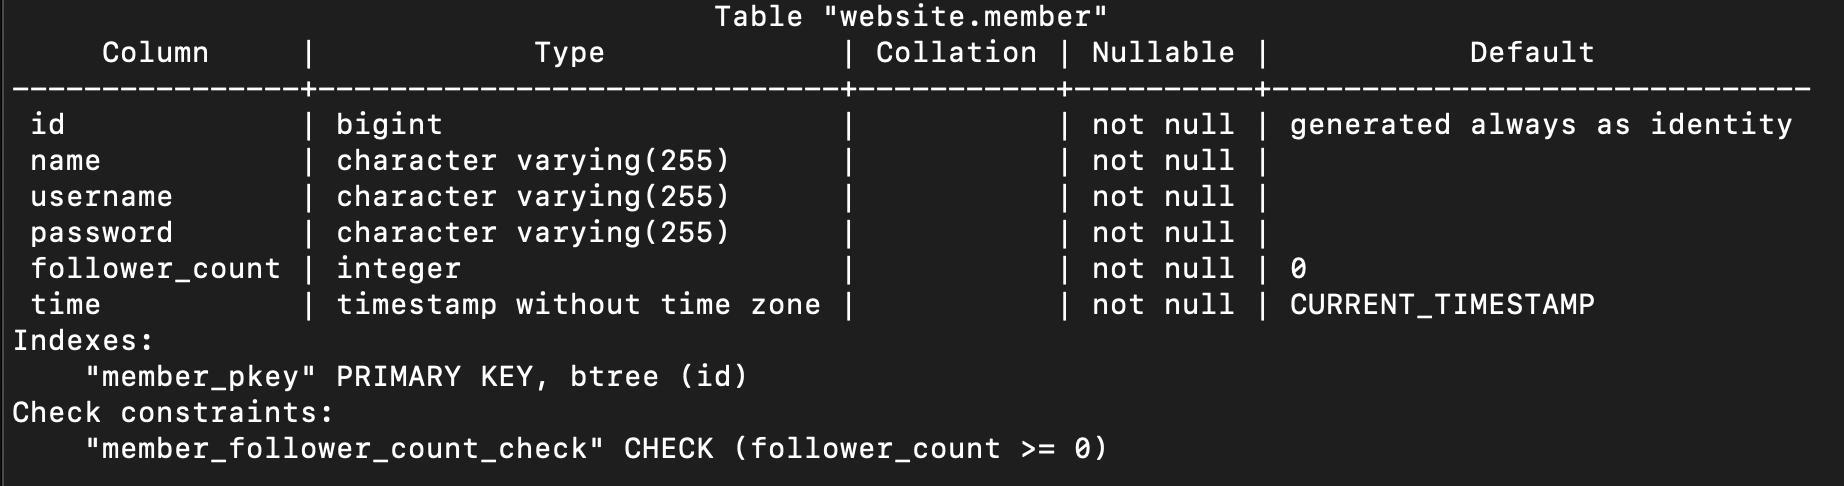 Table "website.member"
     Column     |            Type             | Collation | Nullable |           Default
----------------+-----------------------------+-----------+----------+------------------------------
 id             | bigint                      |           | not null | generated always as identity
 name           | character varying(255)      |           | not null |
 username       | character varying(255)      |           | not null |
 password       | character varying(255)      |           | not null |
 follower_count | integer                     |           | not null | 0
 time           | timestamp without time zone |           | not null | CURRENT_TIMESTAMP
Indexes:
    "member_pkey" PRIMARY KEY, btree (id)
Check constraints:
    "member_follower_count_check" CHECK (follower_count >= 0)